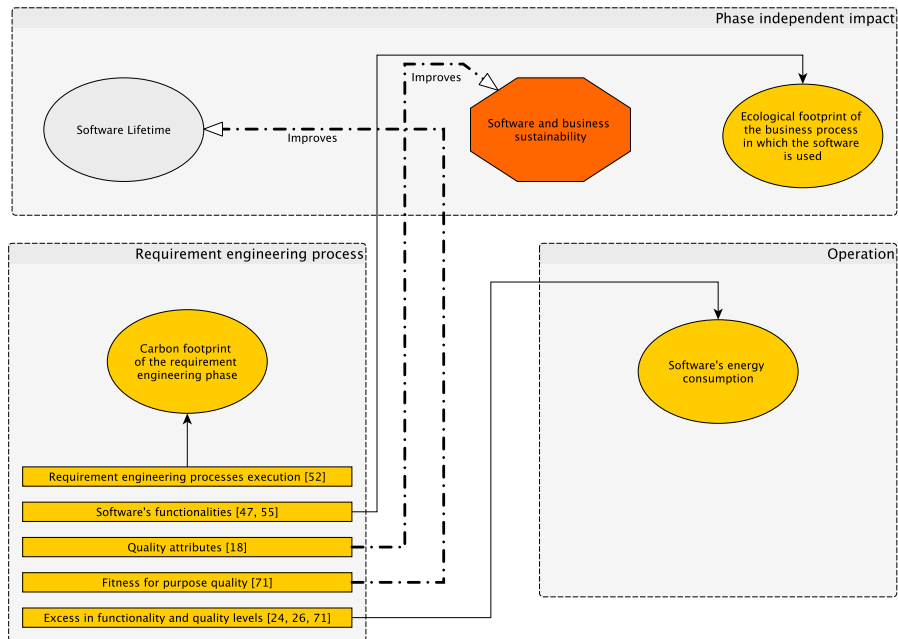 Phase independent impact
Improves
Software Lifetime
Improves
Software and business
sustainability
Ecological footprint of
the business process
in which the software
is used
Requirement engineering process
Carbon footprint
of the requirement
engineering phase
Requirement engineering processes execution [52]
Software's functionalities [47, 55]
Quality attributes [18]
Fitness for purpose quality [71]
Excess in functionality and quality levels [24, 26, 71]
Operation
Software's energy
consumption